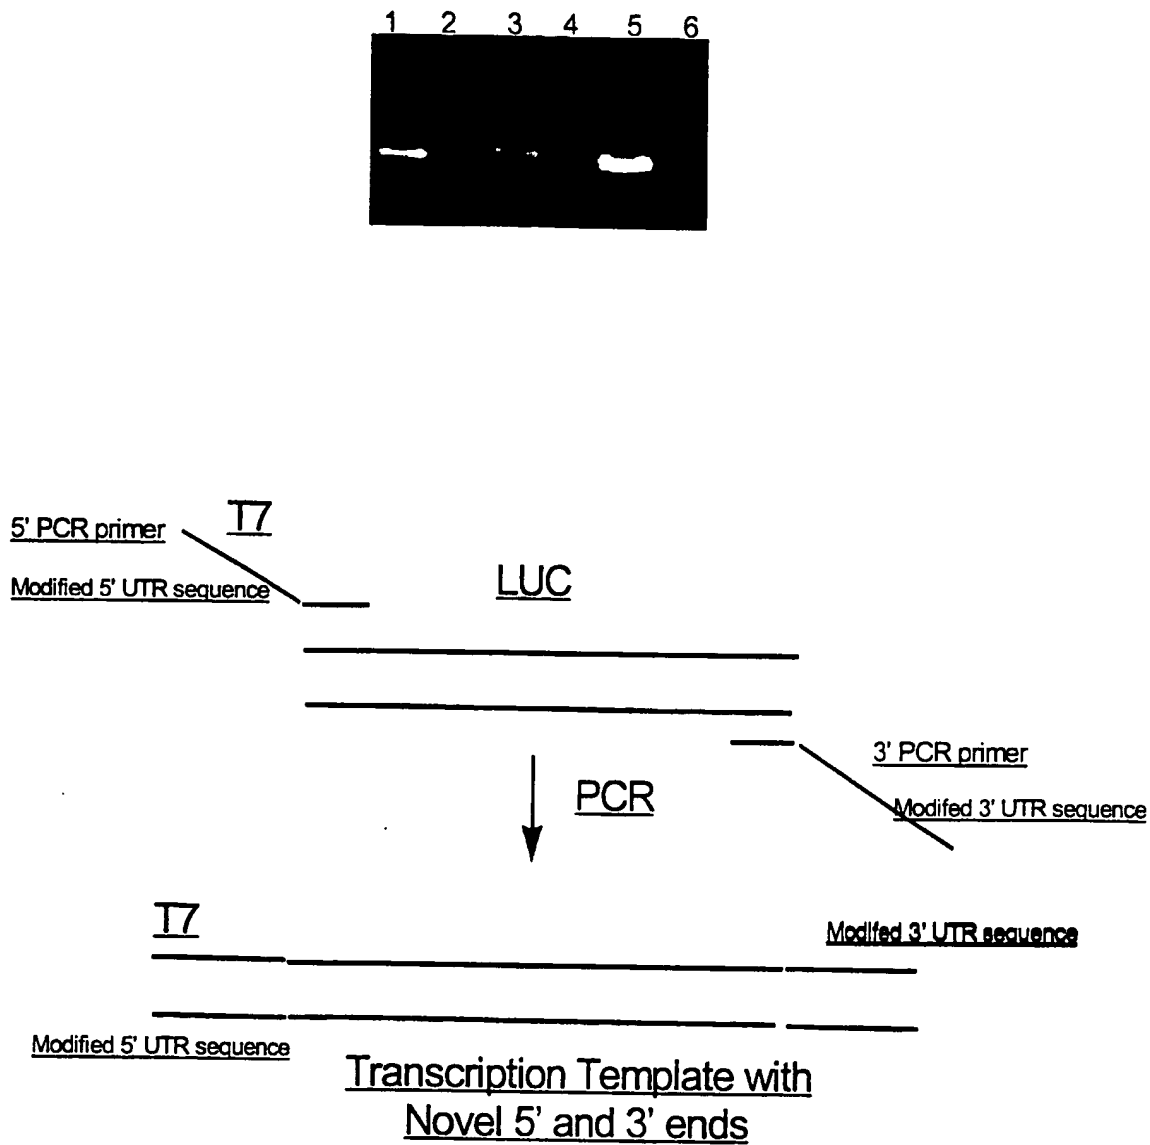 1 2 3 4 5 6
T7
5' PCR primer
Modified 5' UTR sequence
LUC
3' PCR primer
Modifed 3' UTR sequence
PCR
T7
Modifed 3' UTR sequence
Modified 5' UTR sequence
Transcription Template with
Novel 5' and 3' ends